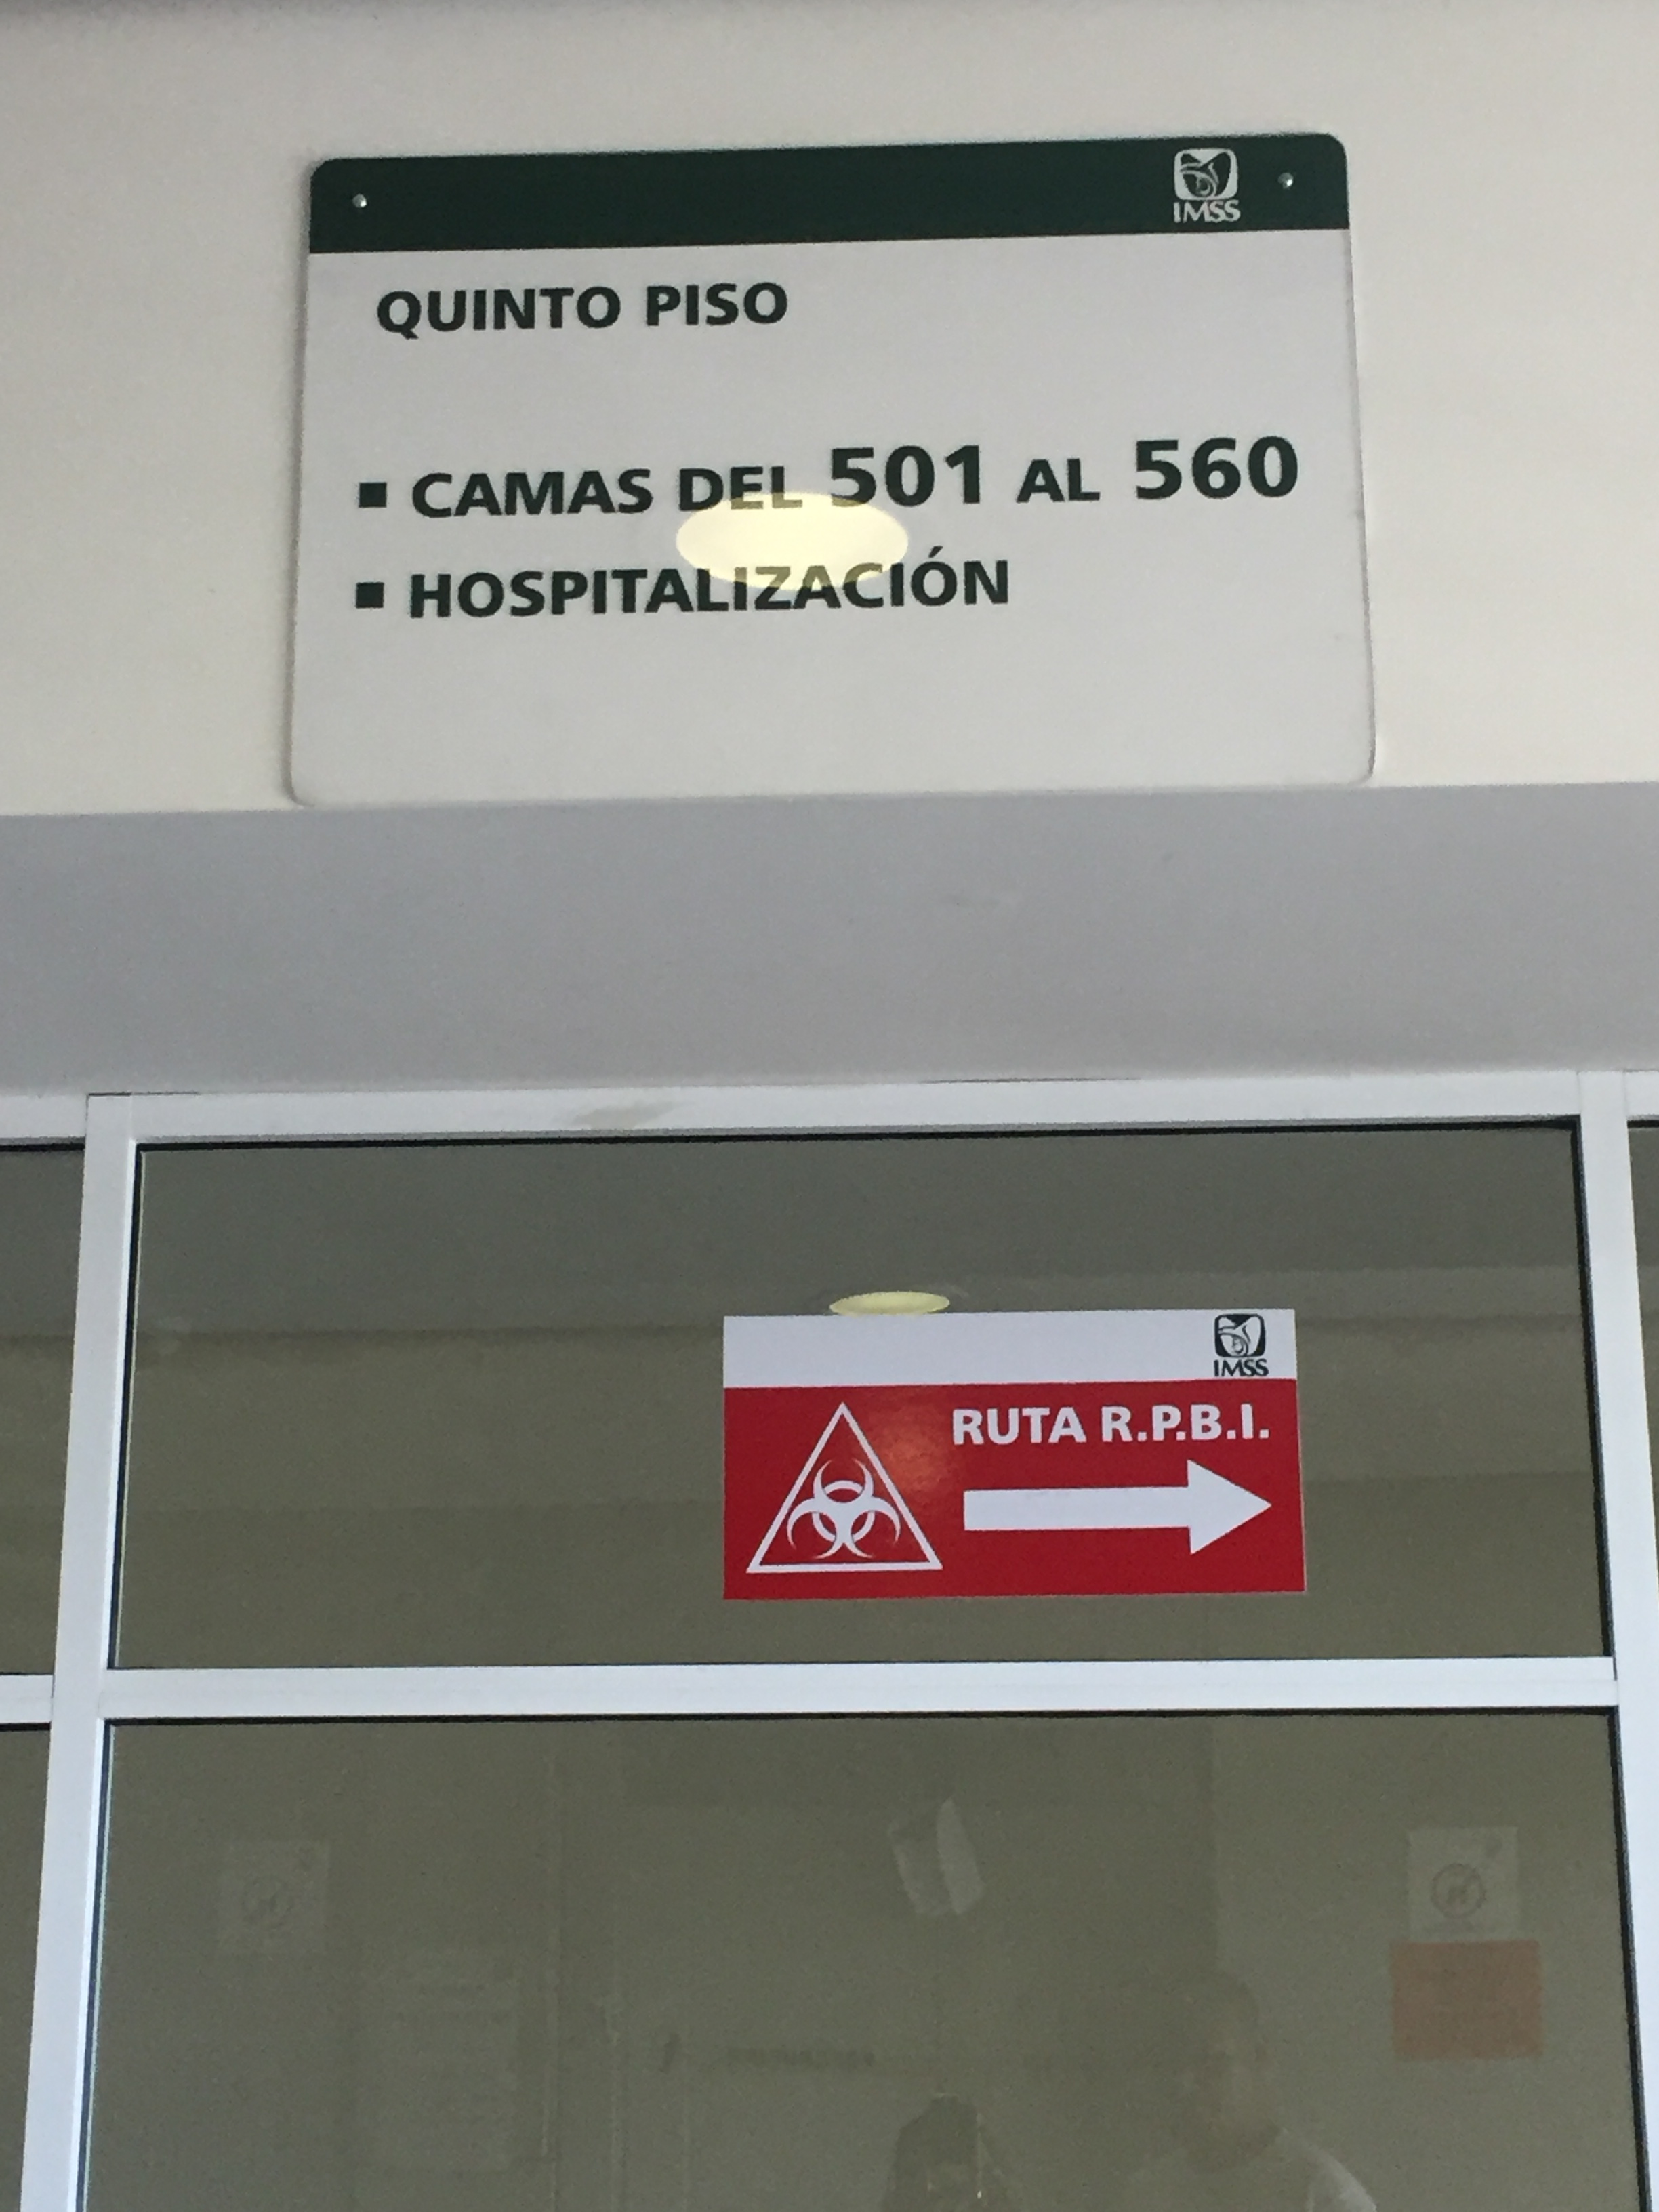 IMSS
QUINTO PISO
▪ CAMAS DEL 501 AL 560
▪ HOSPITALIZACIÓN
IMSS
RUTA R.P.B.I.